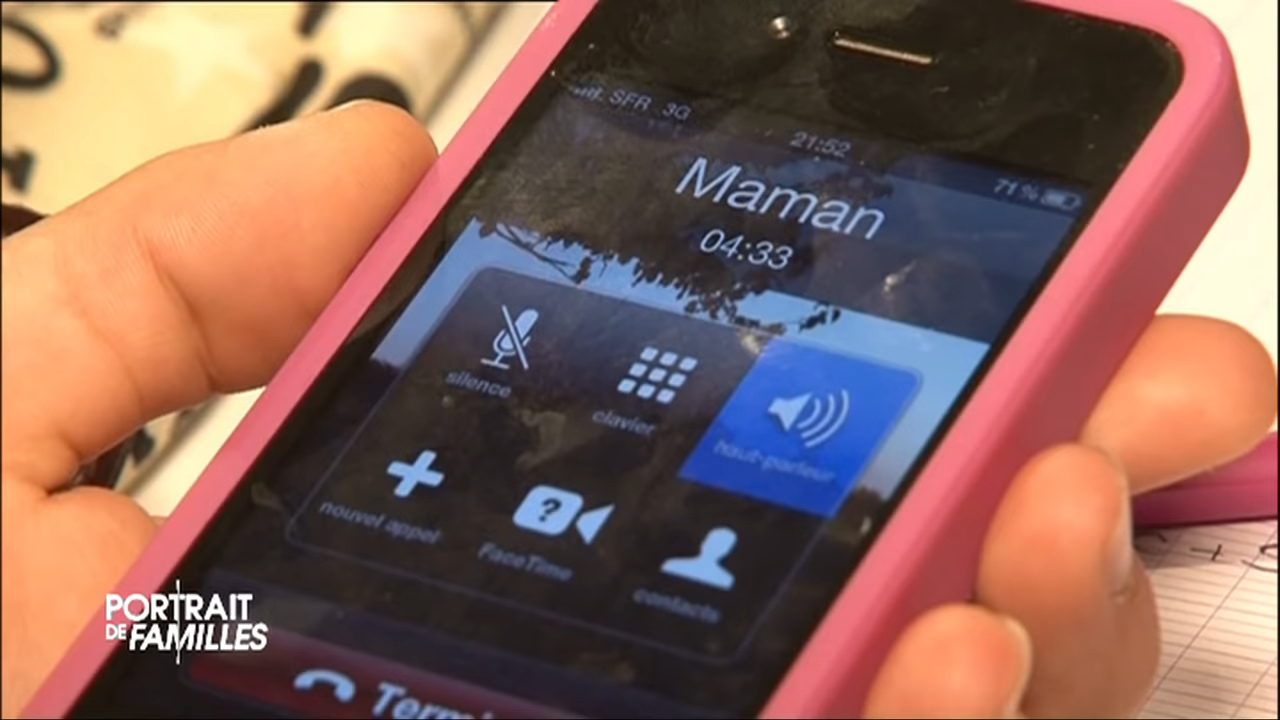 SFR 3G
21:52
71 %
Maman
04:33
silence
clavier
haut-parleur
nouvel appel
FaceTime
contacts
PORTRAIT
DE FAMILLES